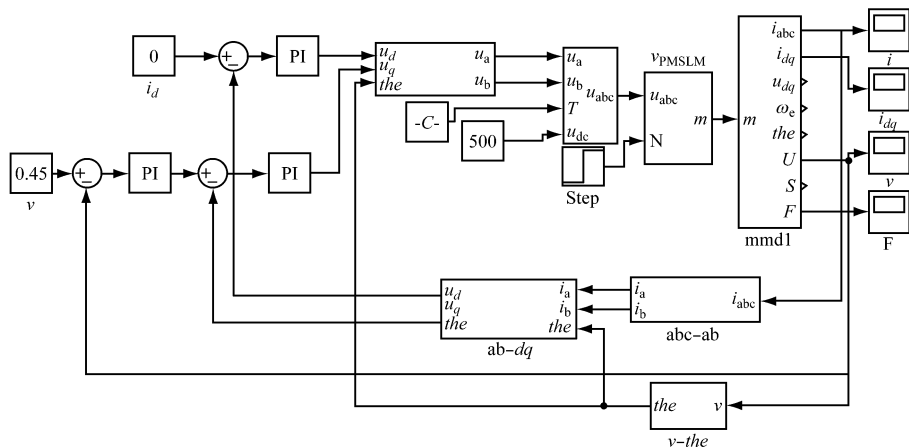 0
i_d
PI
u_d
u_q
the
u_a
u_b
u_a
u_b
T
u_dc
u_abc
-C-
500
Step
v_PMSLM
u_abc
N
m
m
i_abc
i_dq
u_dq
ω_e
the
U
S
F
mmd1
i
i_dq
v
F
0.45
v
PI
PI
u_d
u_q
the
i_a
i_b
the
ab-dq
i_a
i_b
i_abc
abc-ab
the
v
v-the